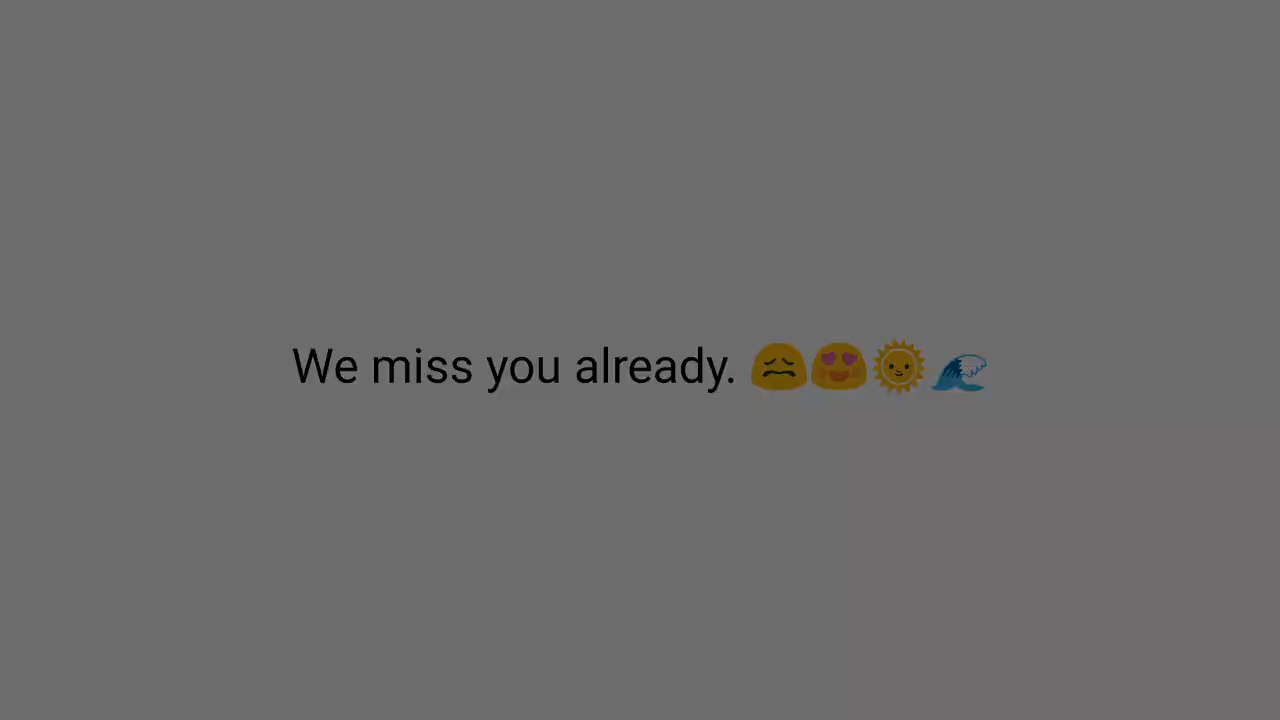 We miss you already. 😖😍🌞🌊